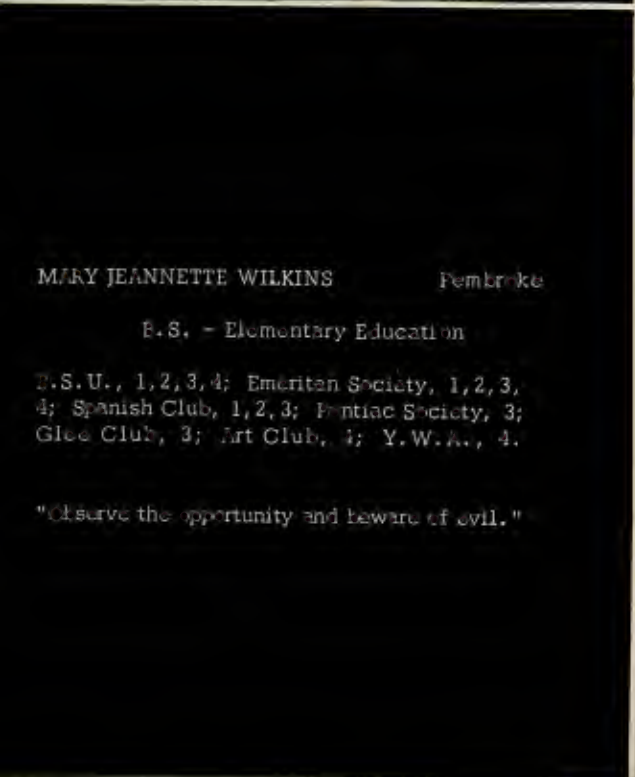 MARY JEANNETTE WILKINS Pembroke
B.S. - Elementary Education
B.S.U., 1,2,3,4; Emeritan Society, 1,2,3,
4; Spanish Club, 1,2,3; Pontiac Society, 3;
Glee Club, 3; Art Club, 4; Y.W.A., 4.
"Observe the opportunity and beware of evil."